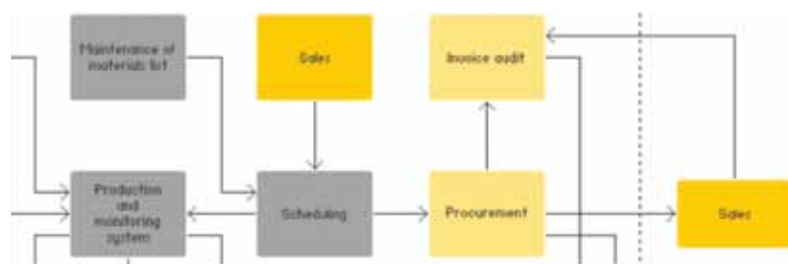 Maintenance of
materials list
Sales
Invoice audit
Production
and
monitoring
system
Scheduling
Procurement
Sales